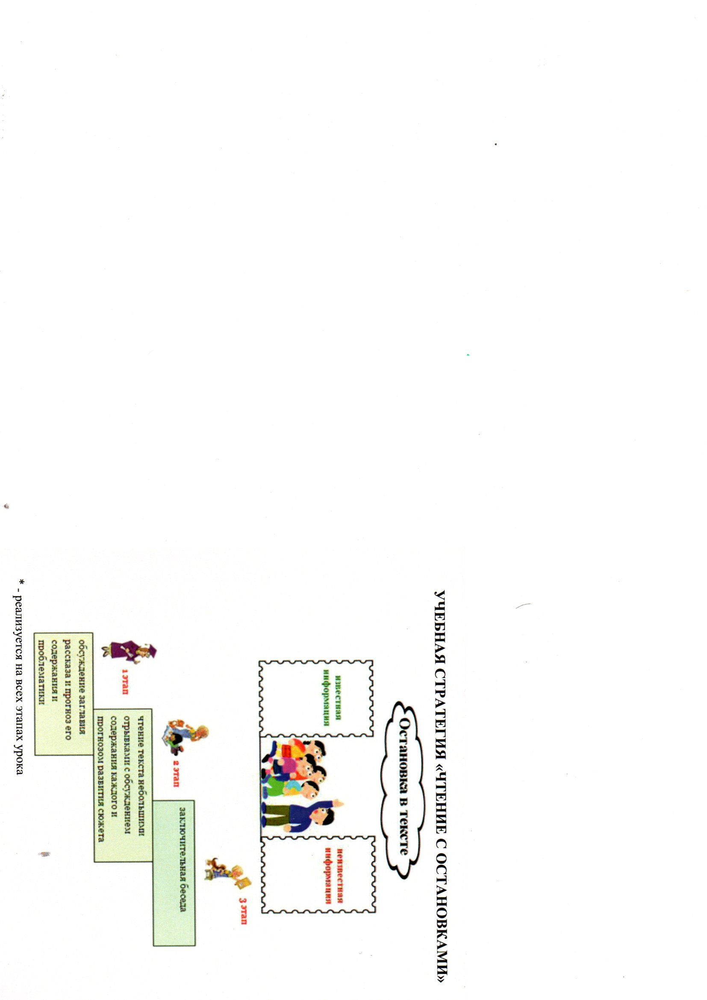 УЧЕБНАЯ СТРАТЕГИЯ «ЧТЕНИЕ С ОСТАНОВКАМИ»
Остановка в тексте
известная
информация
неизвестная
информация
1 этап
обсуждение заглавия
рассказа и прогноз его
содержания и
проблематики
2 этап
чтение текста небольшими
отрывками с обсуждением
содержания каждого и
прогнозом развития сюжета
3 этап
заключительная беседа
* - реализуется на всех этапах урока